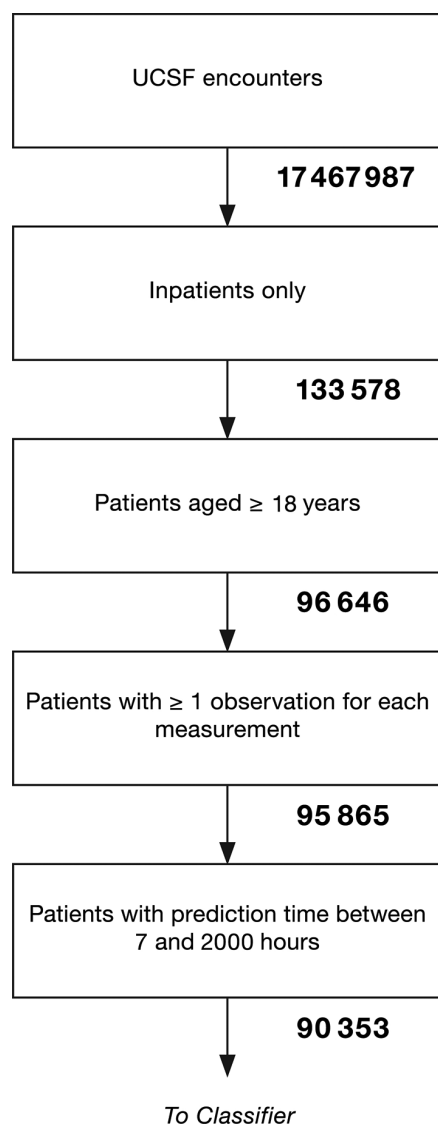 UCSF encounters
17 467 987
Inpatients only
133 578
Patients aged ≥ 18 years
96 646
Patients with ≥ 1 observation for each
measurement
95 865
Patients with prediction time between
7 and 2000 hours
90 353
To Classifier